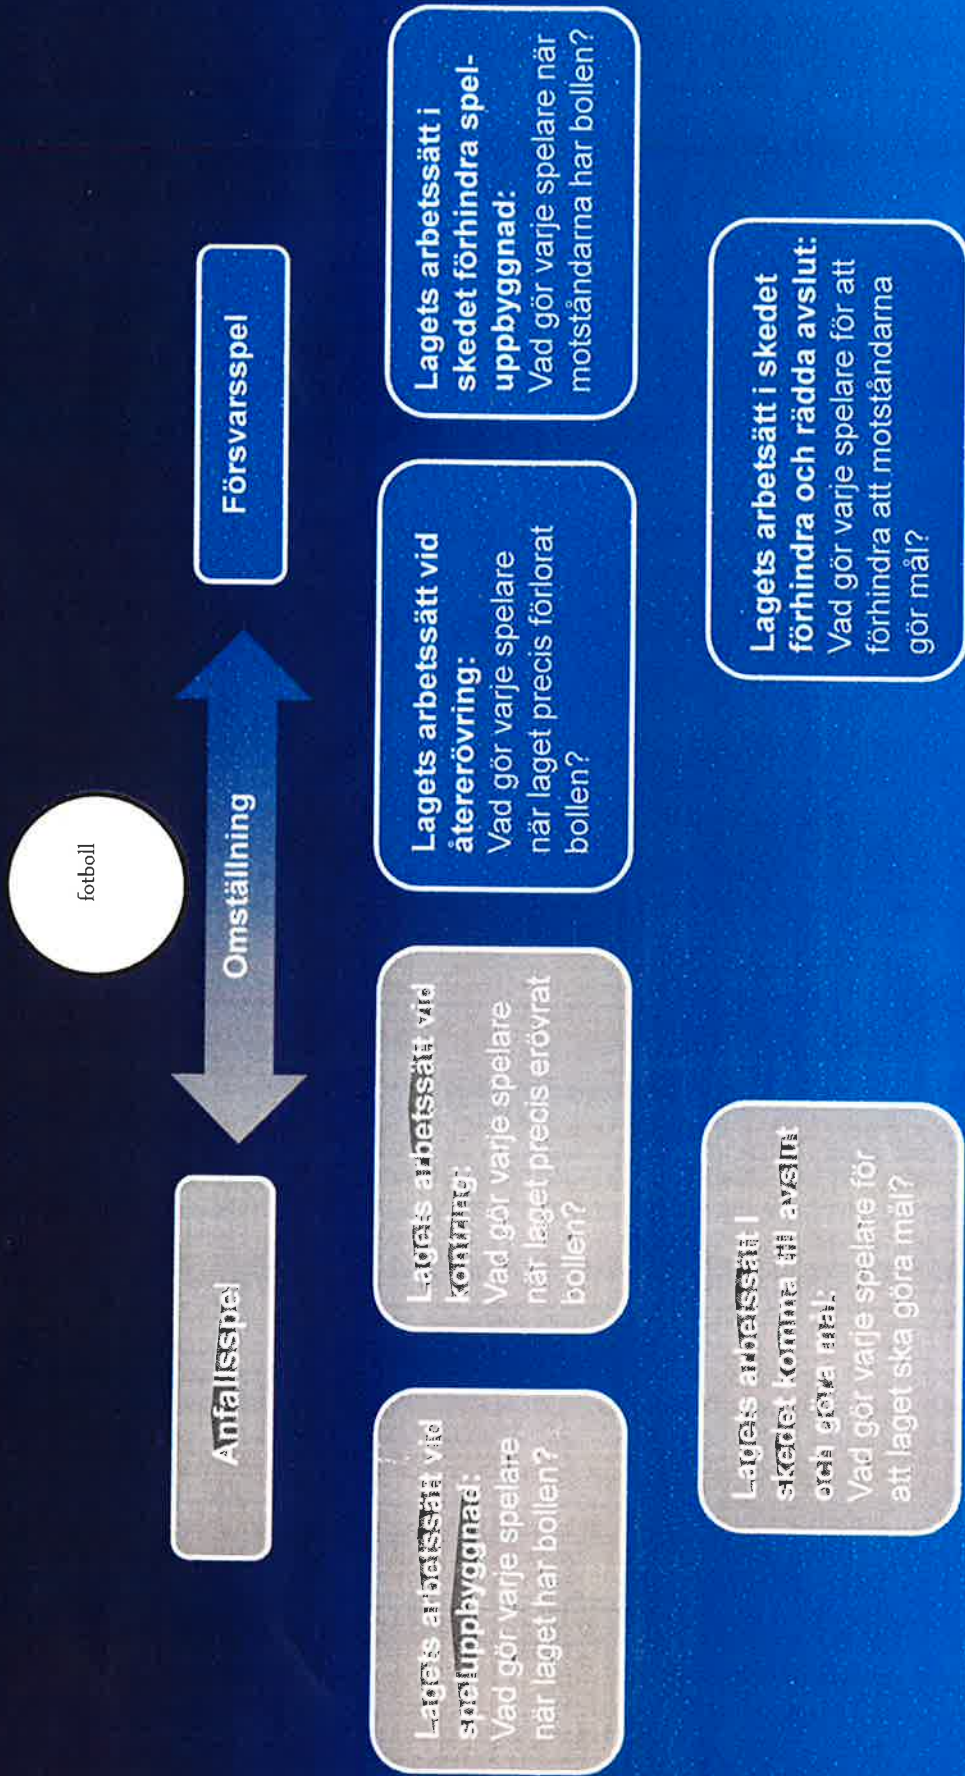 fotboll
Anfallsspel
Omställning
Försvarsspel
Lagets arbetssätt vid
speluppbyggnad:
Vad gör varje spelare
när laget har bollen?
Lagets arbetssätt vid
kontring:
Vad gör varje spelare
när laget precis erövrat
bollen?
Lagets arbetssätt vid
återerövring:
Vad gör varje spelare
när laget precis förlorat
bollen?
Lagets arbetssätt i
skedet förhindra spel-
uppbyggnad:
Vad gör varje spelare när
motståndarna har bollen?
Lagets arbetssätt i
skedet komma till avslut
och göra mål:
Vad gör varje spelare för
att laget ska göra mål?
Lagets arbetsätt i skedet
förhindra och rädda avslut:
Vad gör varje spelare för att
förhindra att motståndarna
gör mål?